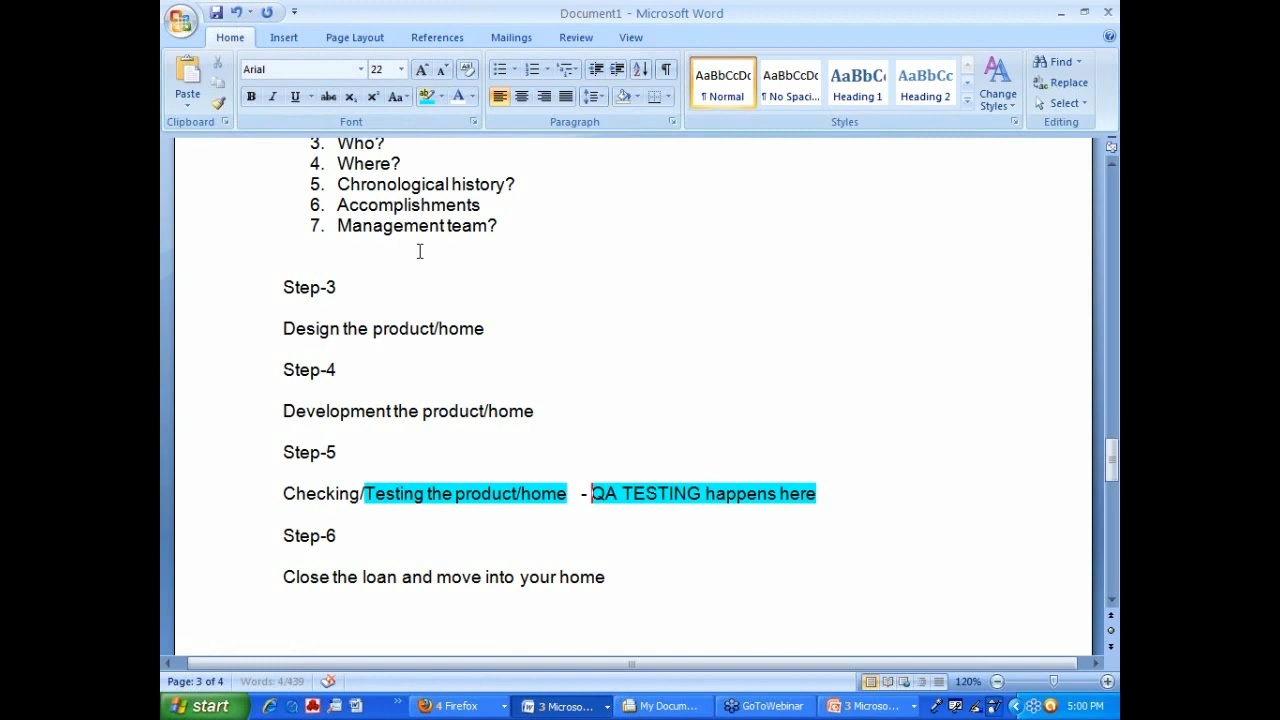 Document1 - Microsoft Word
Home Insert Page Layout References Mailings Review View
Arial 22
Paste
B I U abc x₂ x² Aa
AaBbCcDc AaBbCcDc AaBbC AaBbCc
¶ Normal ¶ No Spaci... Heading 1 Heading 2
Change Styles
Find
Replace
Select
Clipboard Font Paragraph Styles Editing
3. Who?
4. Where?
5. Chronological history?
6. Accomplishments
7. Management team?
Step-3
Design the product/home
Step-4
Development the product/home
Step-5
Checking/Testing the product/home - QA TESTING happens here
Step-6
Close the loan and move into your home
Page: 3 of 4 Words: 4/439 120%
start 4 Firefox 3 Microso... My Docum... GoToWebinar 3 Microso... 5:00 PM